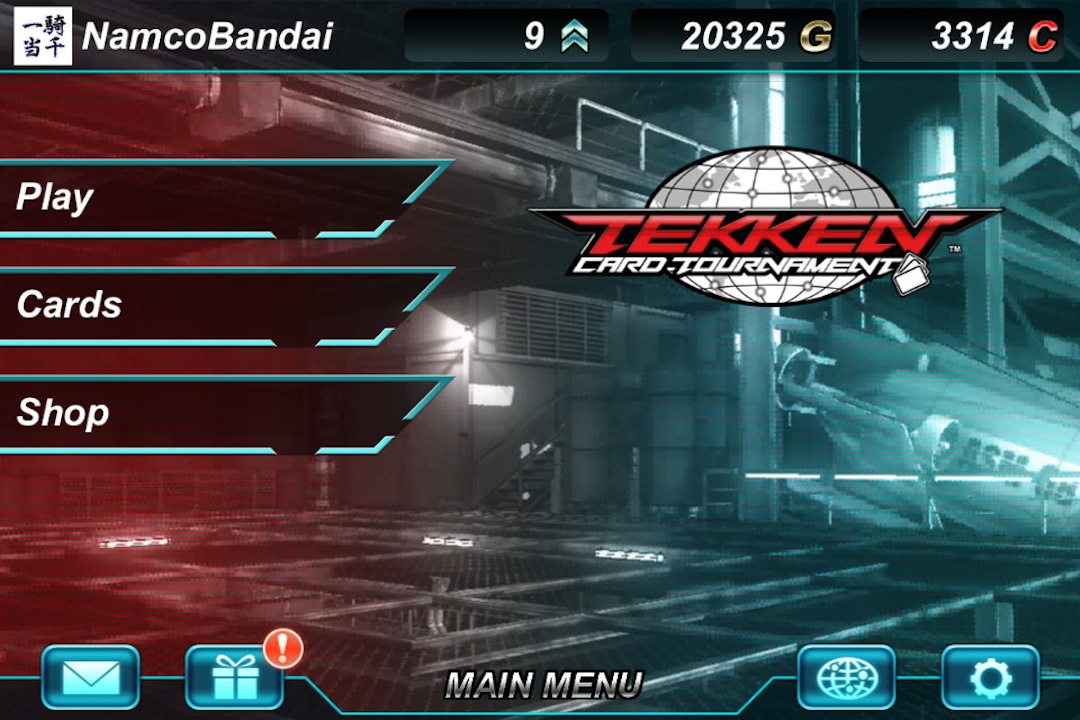 一騎
当千
NamcoBandai
9
20325 G
3314 C
Play
Cards
Shop
TEKKEN
CARD TOURNAMENT
TM
!
MAIN MENU